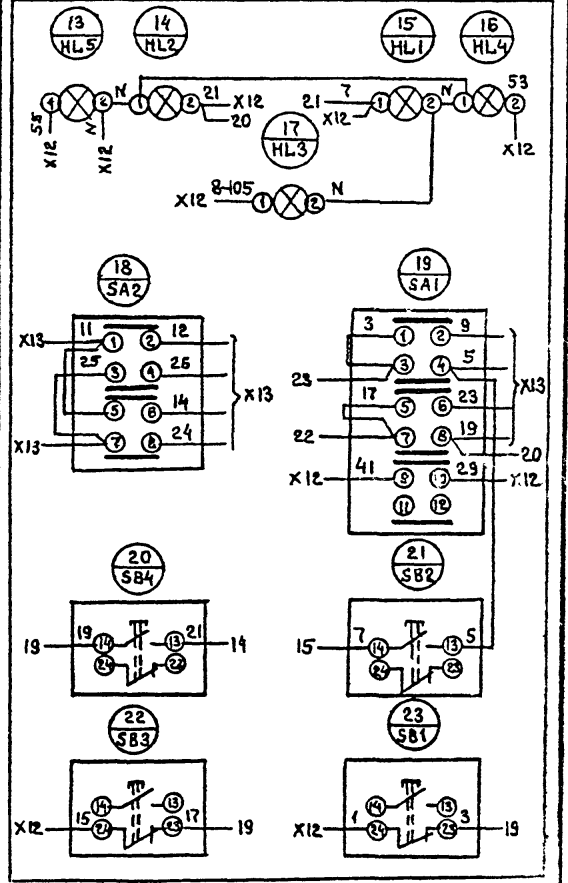 13 14 15 16
HL5 HL2 HL1 HL4
N 21 7 N 53
1 2 1 2 X12 21 1 2 1 2
20 X12
55 N 17
X12 X12 HL3 X12
8-105 N
X12 1 2
18 19
SA2 SA1
11 12 3 9
X13 1 2 1 2
25 26 5
3 4 23 3 4
X13 X13
14 17 23
5 6 5 6
24 19
X13 7 8 22 7 8 20
41 29
X12 9 10 X12
11 12
20 21
SB4 SB2
19 21 7 5
19 14 13 14 15 14 13
24 23 24 23
22 23
SB3 SB1
14 13 14 13
15 17 1 3
X12 24 23 19 X12 24 23 19